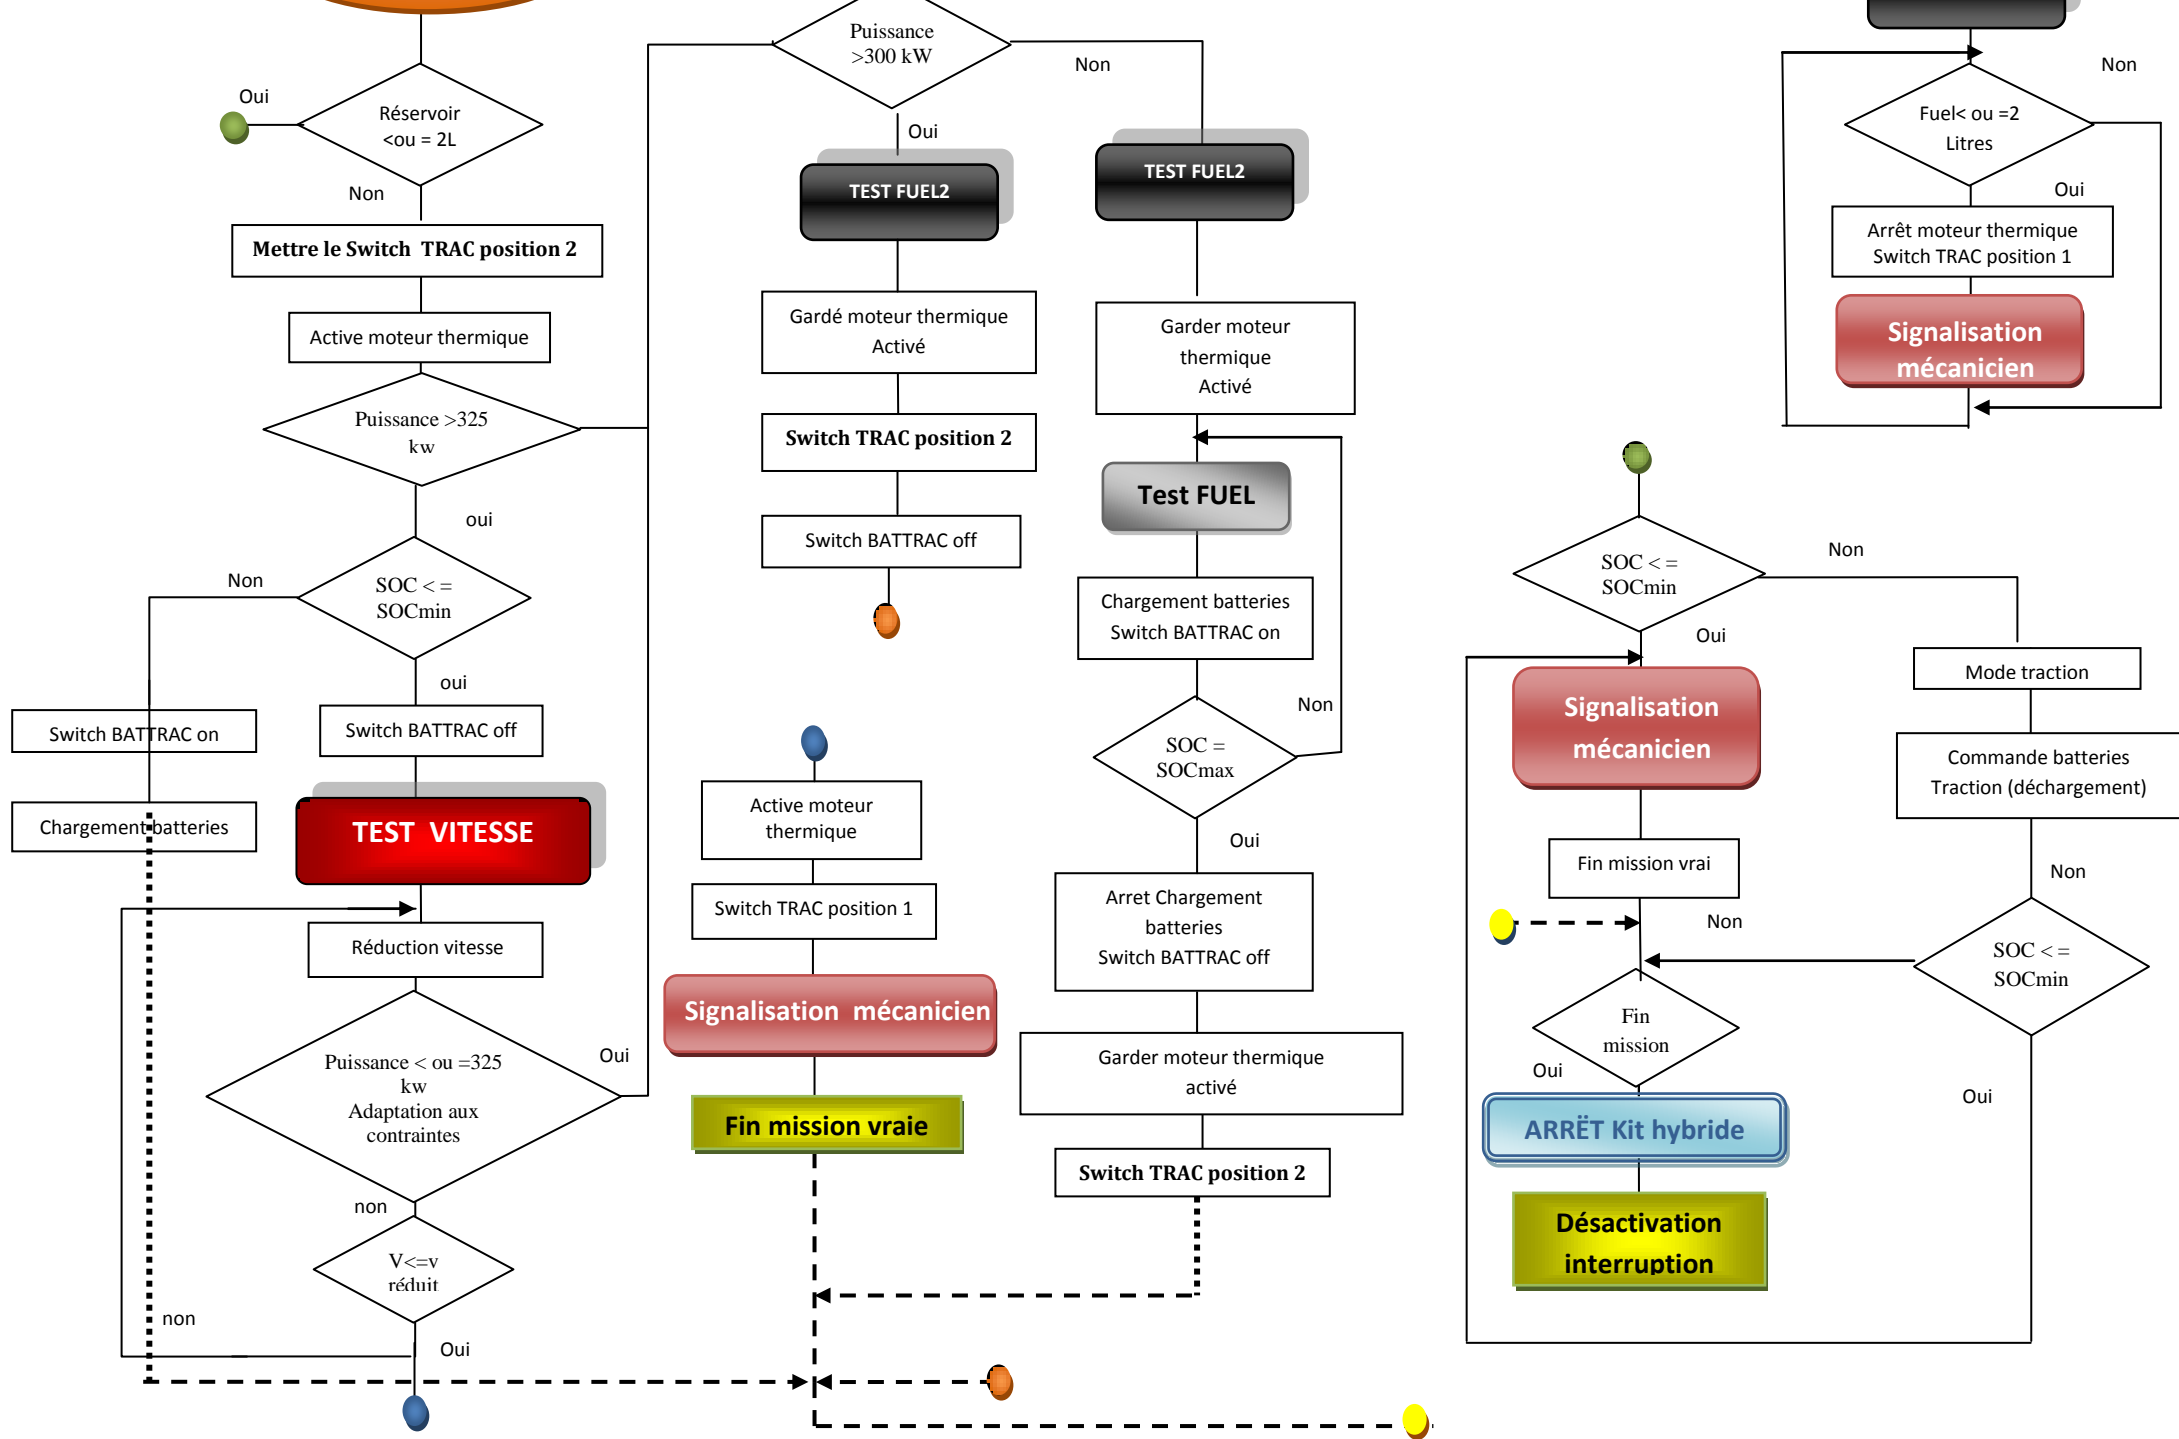 Oui
Réservoir
<ou = 2L
Non
Mettre le Switch TRAC position 2
Active moteur thermique
Puissance >325
kw
oui
Non
SOC < =
SOCmin
oui
Switch BATTRAC on
Switch BATTRAC off
Chargement batteries
TEST VITESSE
Réduction vitesse
Puissance < ou =325
kw
Adaptation aux
contraintes
Oui
non
V<=v
réduit
non
Oui
Puissance
>300 kW
Non
Oui
TEST FUEL2
Gardé moteur thermique
Activé
Switch TRAC position 2
Switch BATTRAC off
Active moteur
thermique
Switch TRAC position 1
Signalisation mécanicien
Fin mission vraie
TEST FUEL2
Garder moteur
thermique
Activé
Test FUEL
Chargement batteries
Switch BATTRAC on
Non
SOC =
SOCmax
Oui
Arret Chargement
batteries
Switch BATTRAC off
Garder moteur thermique
activé
Switch TRAC position 2
Non
Fuel< ou =2
Litres
Oui
Arrêt moteur thermique
Switch TRAC position 1
Signalisation
mécanicien
SOC < =
SOCmin
Non
Oui
Signalisation
mécanicien
Mode traction
Commande batteries
Traction (déchargement)
Fin mission vrai
Non
Non
SOC < =
SOCmin
Fin
mission
Oui
Oui
ARRËT Kit hybride
Désactivation
interruption